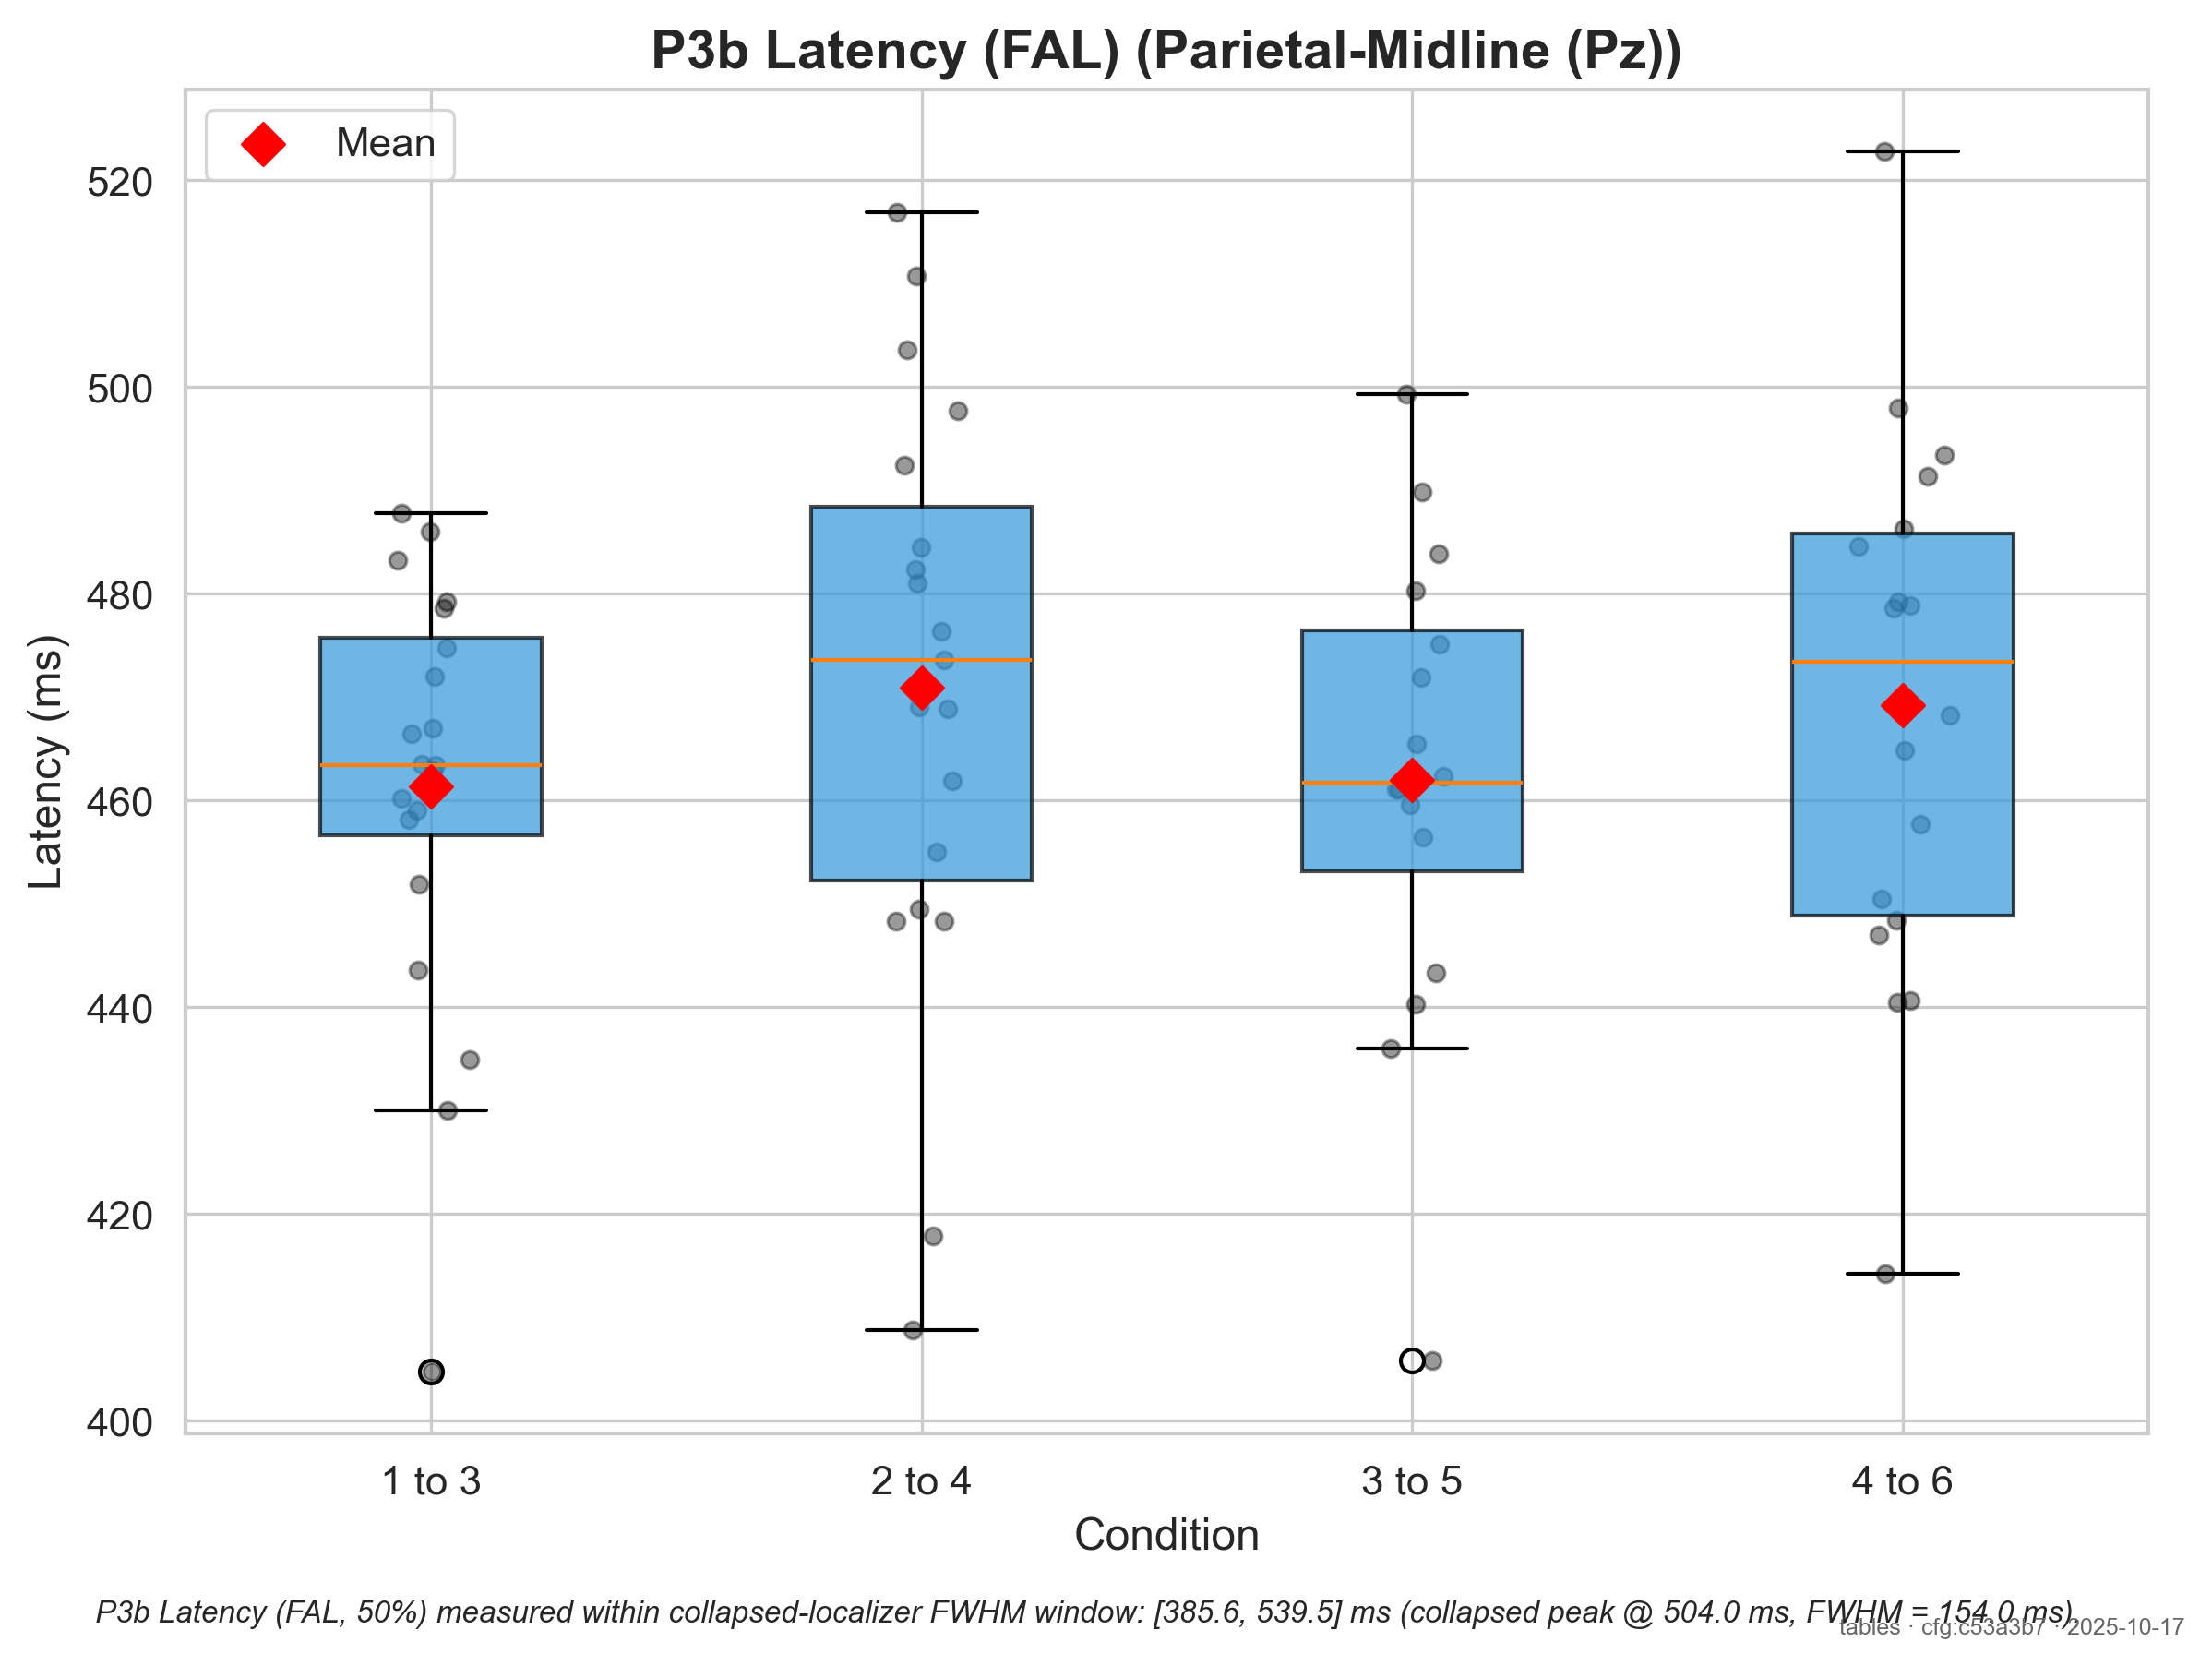 P3b Latency (FAL) (Parietal-Midline (Pz))
Mean
Latency (ms)
520
500
480
460
440
420
400
1 to 3
2 to 4
3 to 5
4 to 6
Condition
P3b Latency (FAL, 50%) measured within collapsed-localizer FWHM window: [385.6, 539.5] ms (collapsed peak @ 504.0 ms, FWHM = 154.0 ms)
tables · cfg:c53a3b7 · 2025-10-17